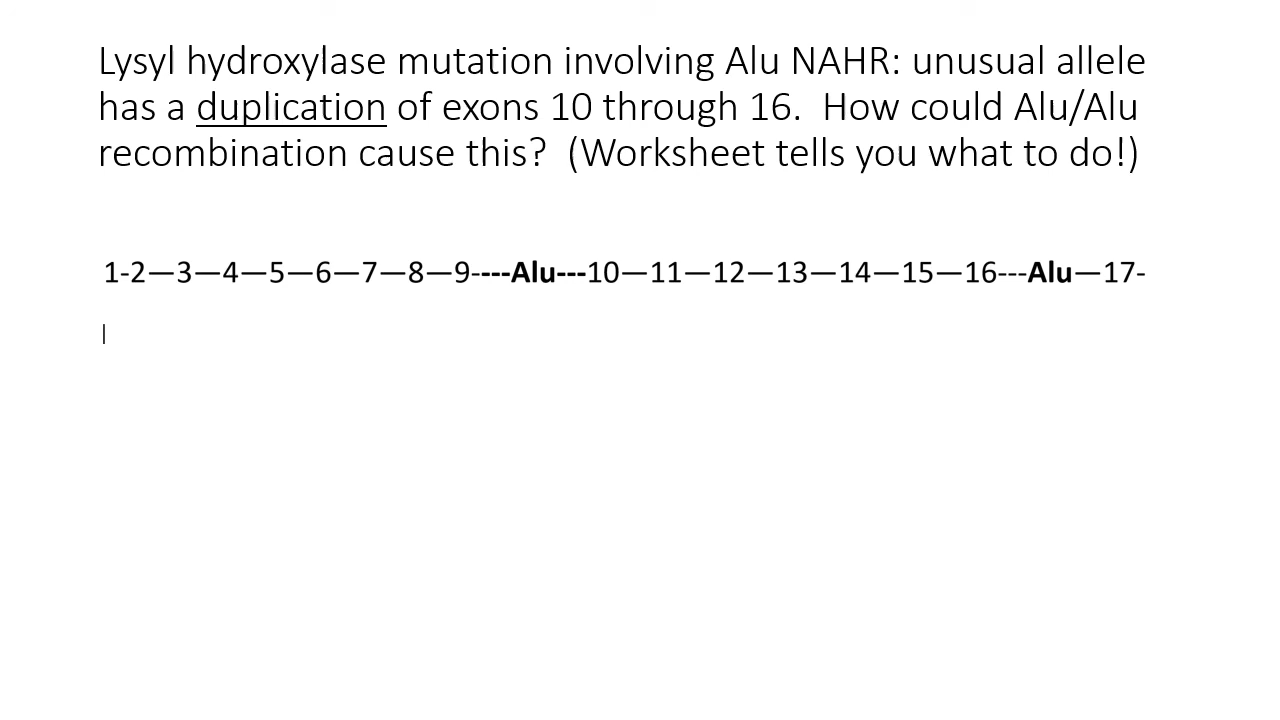 Lysyl hydroxylase mutation involving Alu NAHR: unusual allele
has a duplication of exons 10 through 16.  How could Alu/Alu
recombination cause this?  (Worksheet tells you what to do!)
1-2—3—4—5—6—7—8—9----Alu---10—11—12—13—14—15—16---Alu—17-